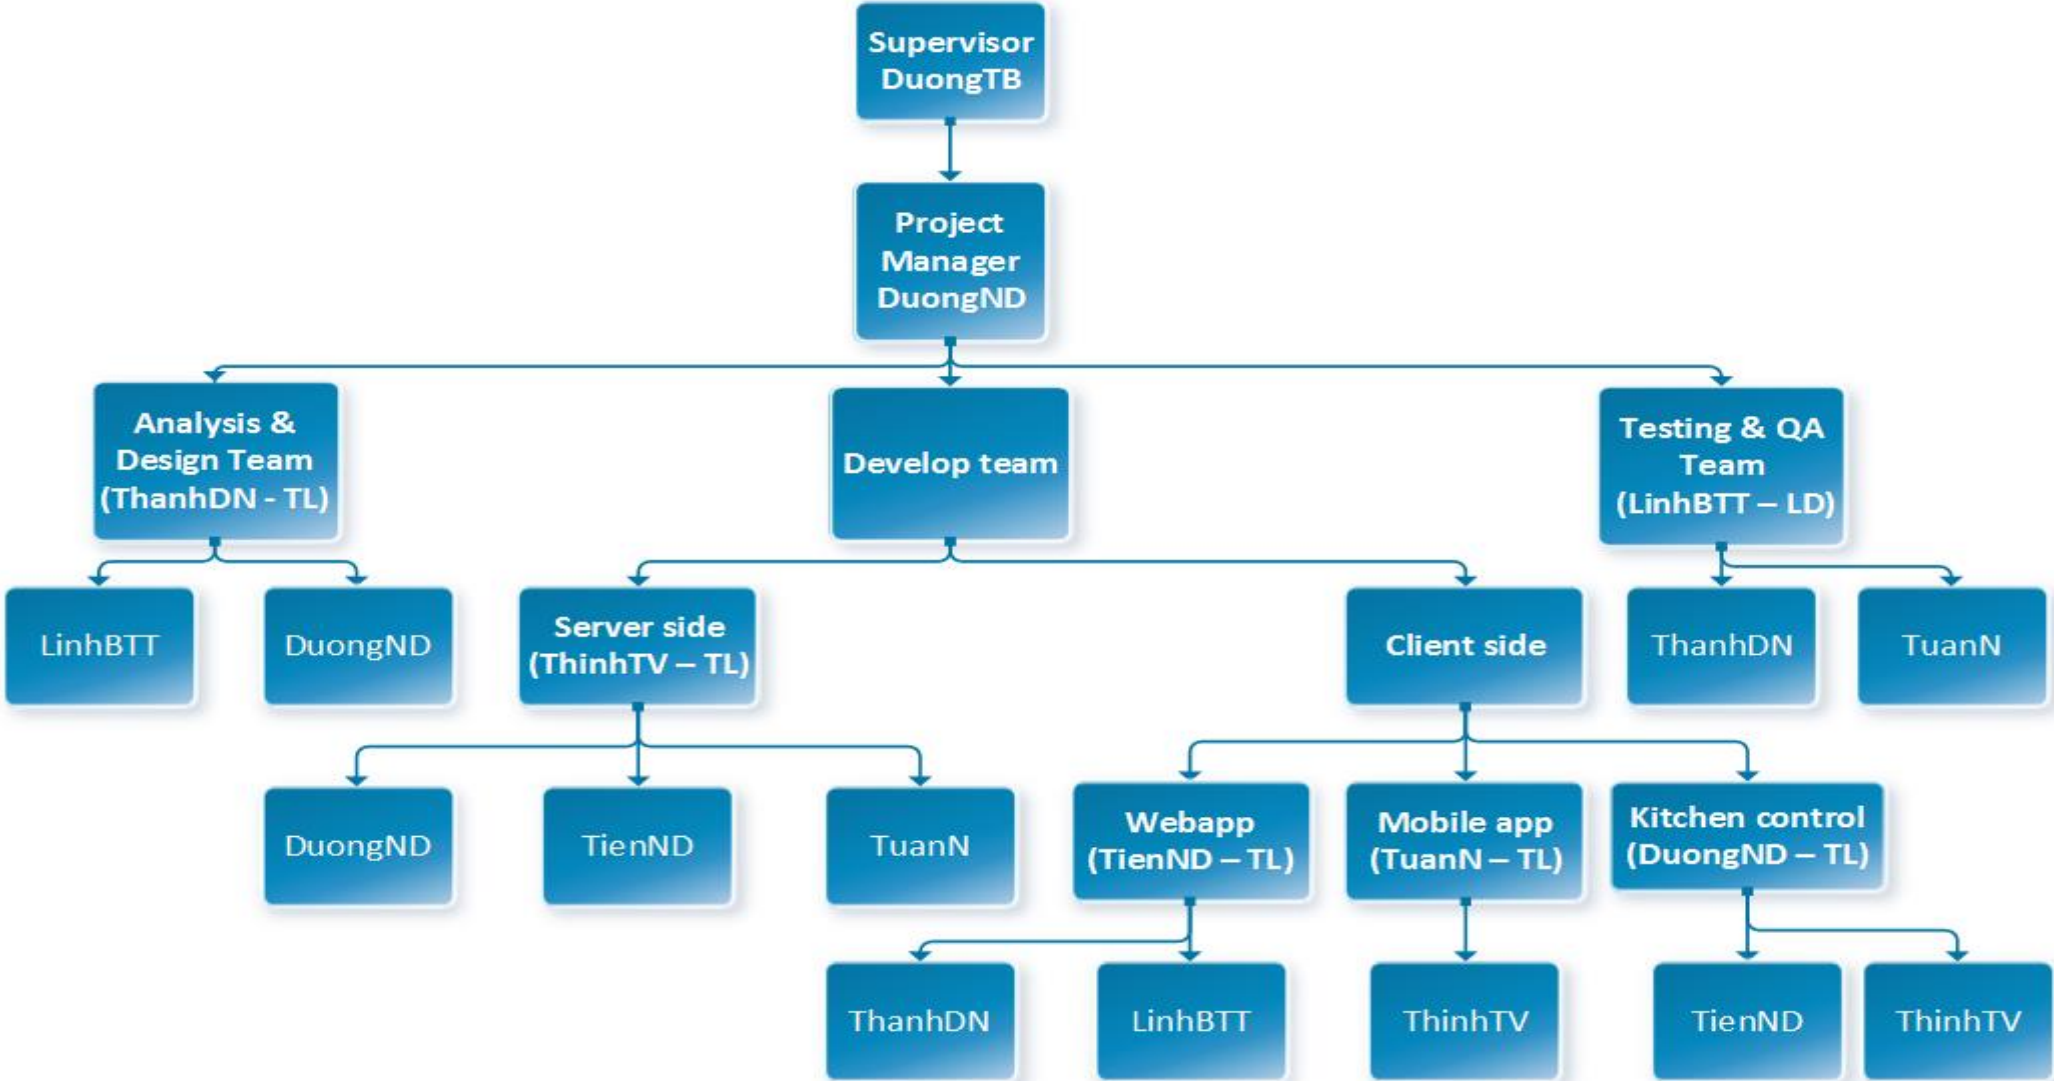 Supervisor
DuongTB
Project
Manager
DuongND
Analysis &
Design Team
(ThanhDN - TL)
Develop team
Testing & QA
Team
(LinhBTT – LD)
LinhBTT
DuongND
Server side
(ThinhTV – TL)
Client side
ThanhDN
TuanN
DuongND
TienND
TuanN
Webapp
(TienND – TL)
Mobile app
(TuanN – TL)
Kitchen control
(DuongND – TL)
ThanhDN
LinhBTT
ThinhTV
TienND
ThinhTV